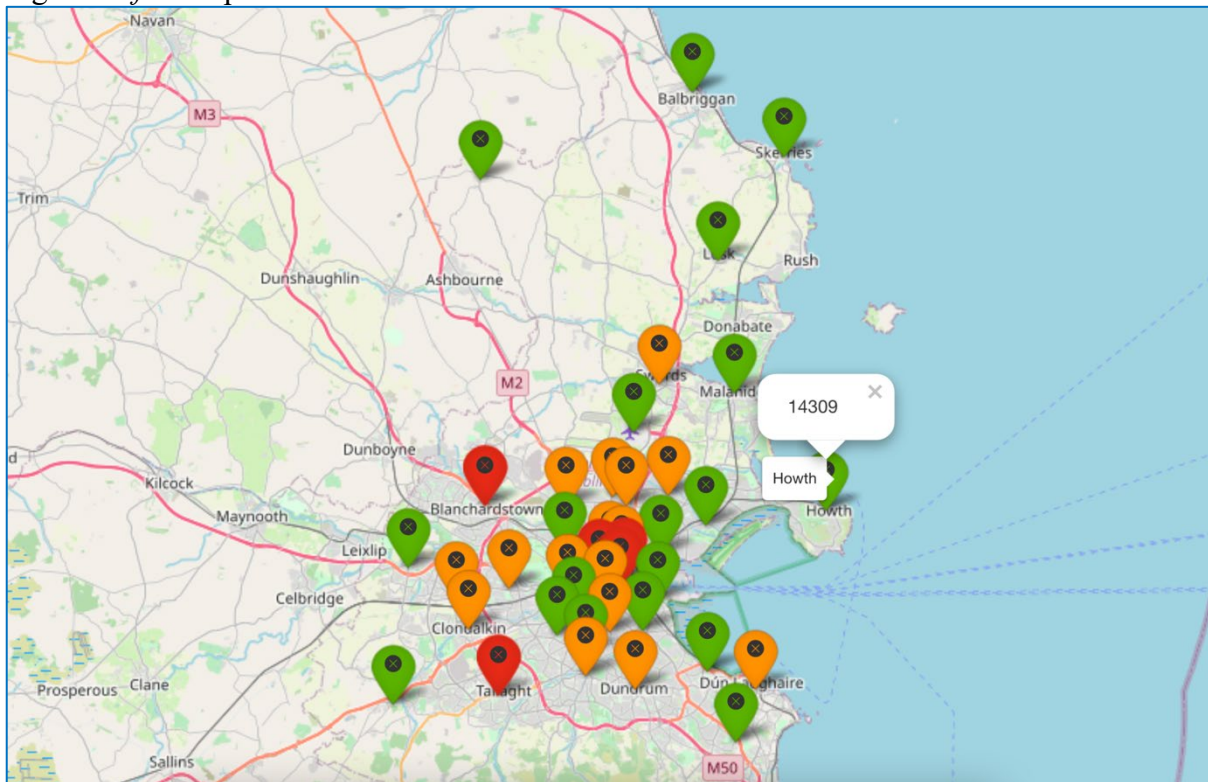 Navan
Balbriggan
M3
Skerries
Trim
Lusk
Rush
Dunshaughlin
Ashbourne
Donabate
Swords
M2
Malahide
14309
Dunboyne
d
Howth
Kilcock
Blanchardstown
Howth
Maynooth
Leixlip
Celbridge
Clondalkin
Prosperous
Clane
Tallaght
Dundrum
Dún Laoghaire
Sallins
M50